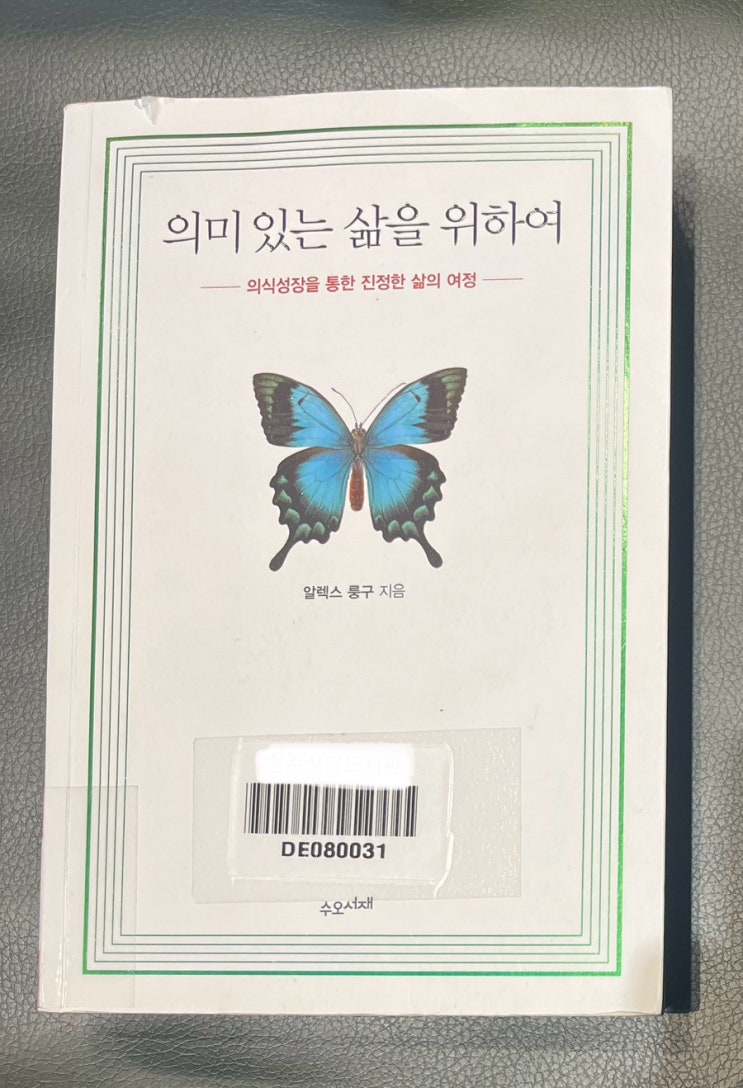 의미 있는 삶을 위하여
의식성장을 통한 진정한 삶의 여정
알렉스 룽구 지음
DE080031
수오서재